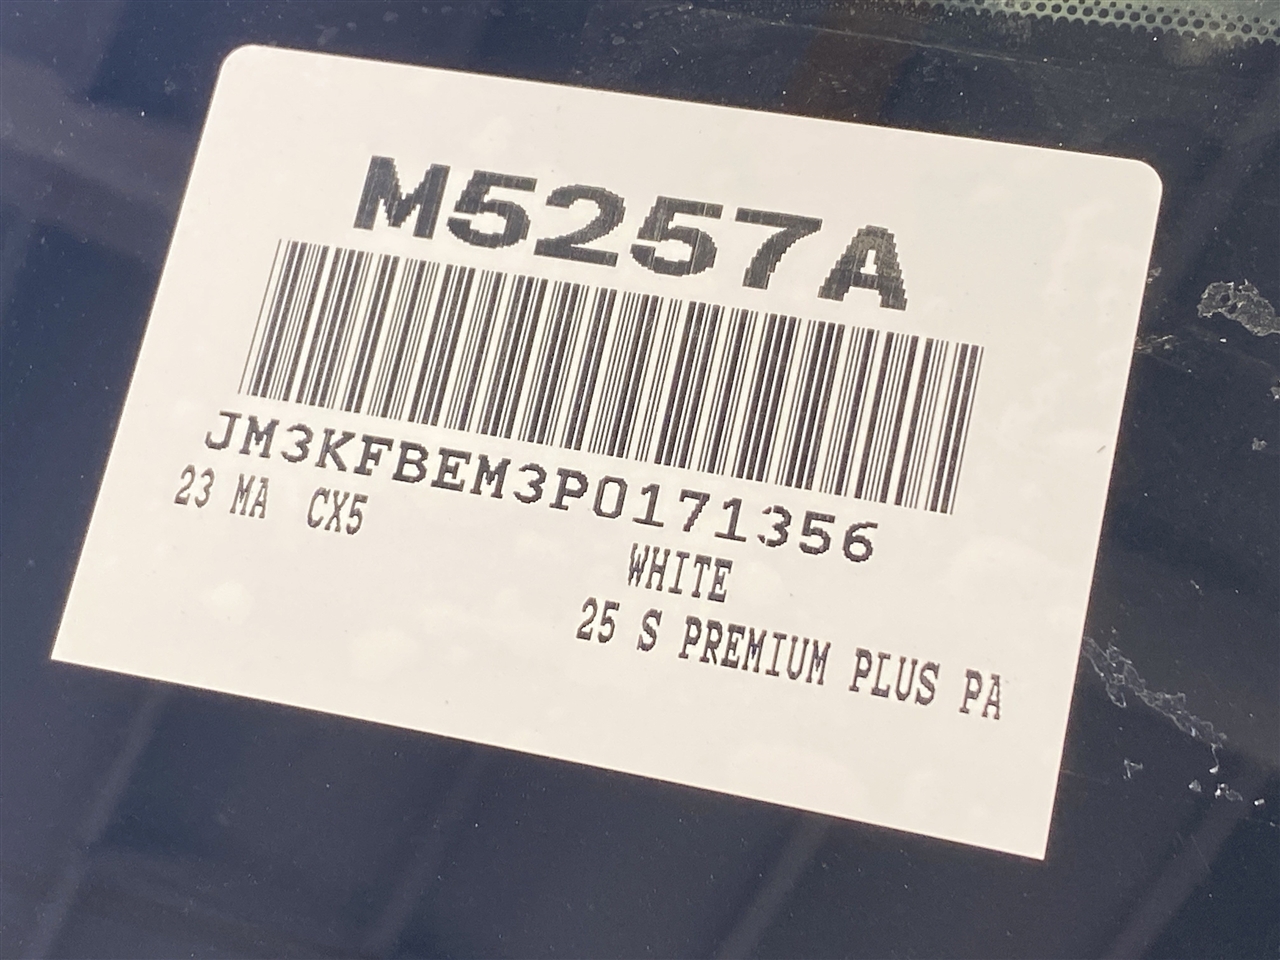 M5257A
JM3KFBEM3P0171356
23 MA CX5
WHITE
25 S PREMIUM PLUS PA